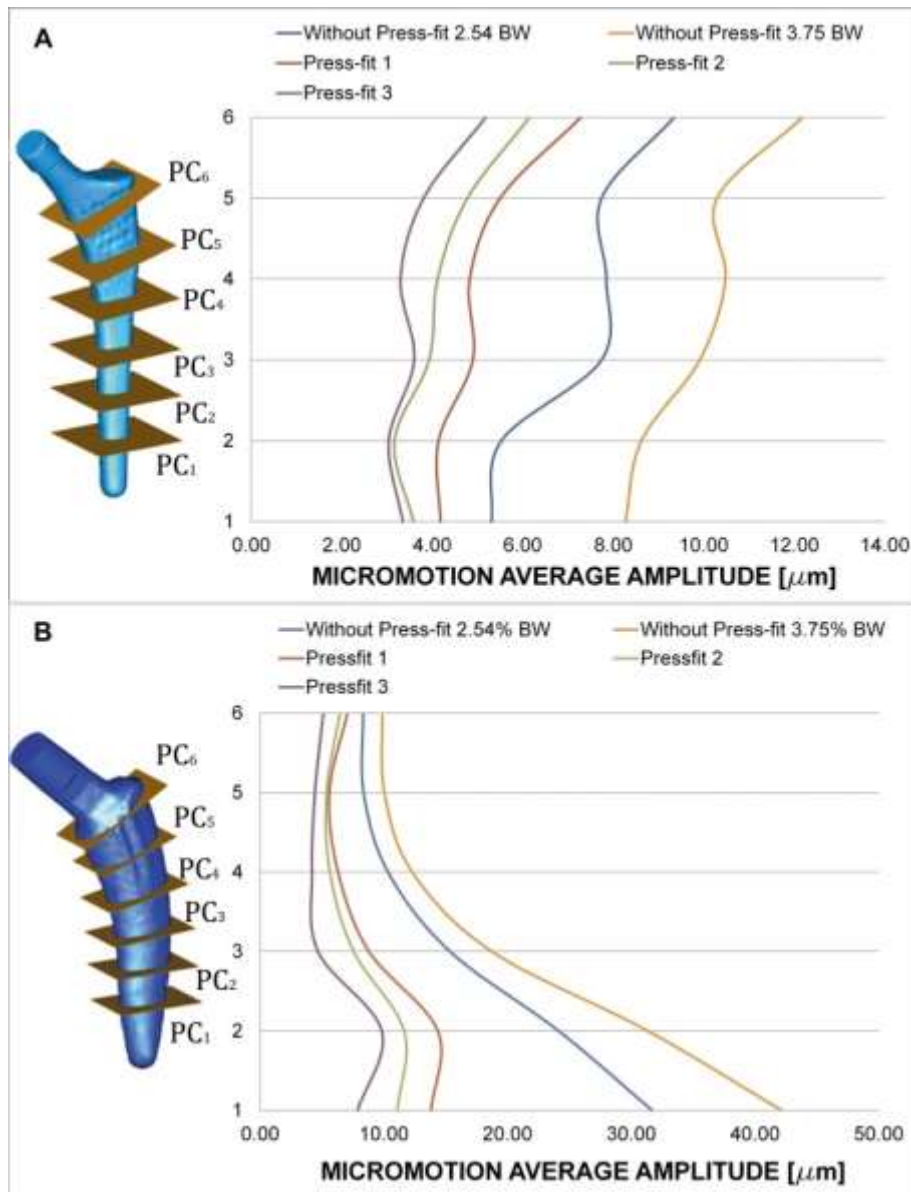 A
Without Press-fit 2.54 BW
Without Press-fit 3.75 BW
Press-fit 1
Press-fit 2
Press-fit 3
PC₆
PC₅
PC₄
PC₃
PC₂
PC₁
6
5
4
3
2
1
0.00 2.00 4.00 6.00 8.00 10.00 12.00 14.00
MICROMOTION AVERAGE AMPLITUDE [μm]
B
Without Press-fit 2.54% BW
Without Press-fit 3.75% BW
Pressfit 1
Pressfit 2
Pressfit 3
PC₆
PC₅
PC₄
PC₃
PC₂
PC₁
6
5
4
3
2
1
0.00 10.00 20.00 30.00 40.00 50.00
MICROMOTION AVERAGE AMPLITUDE [μm]